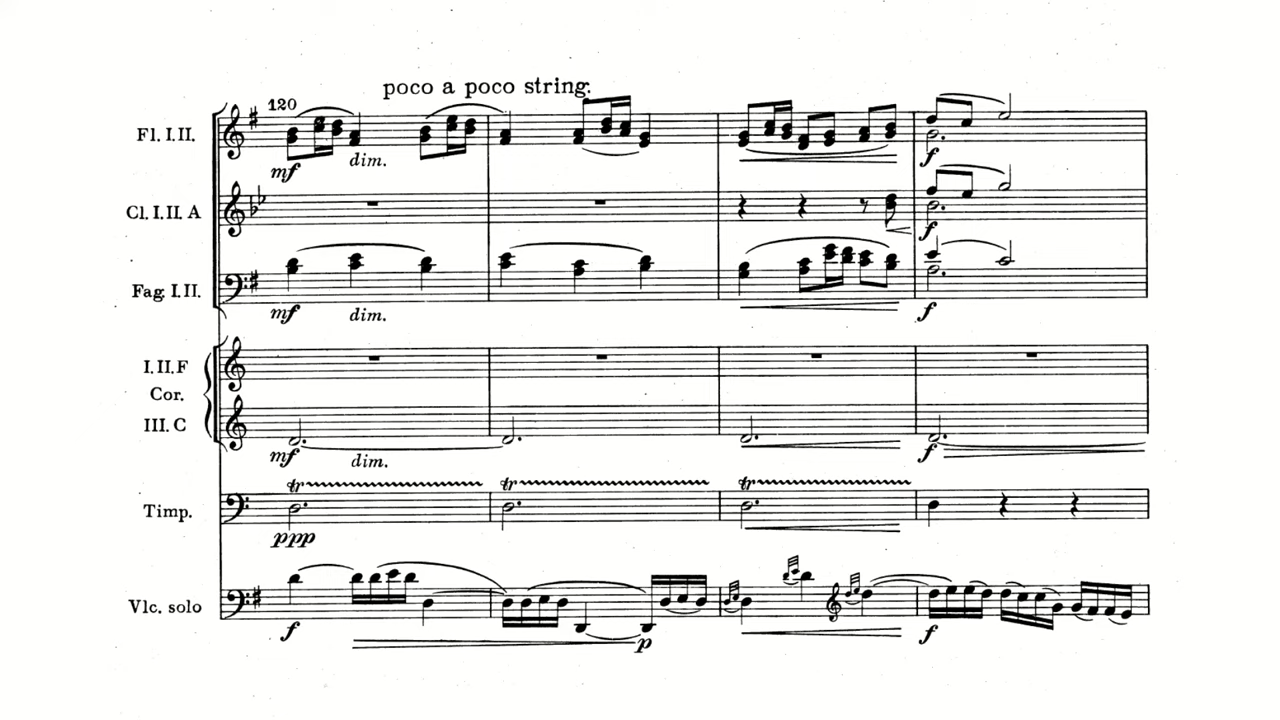 poco a poco string.
120
Fl. I. II.
mf
dim.
f
Cl. I. II A
f
Fag. I. II.
mf
dim.
f
I. II. F
Cor.
III. C
mf
dim.
f
tr
tr
tr
Timp.
ppp
Vlc. solo
f
p
f